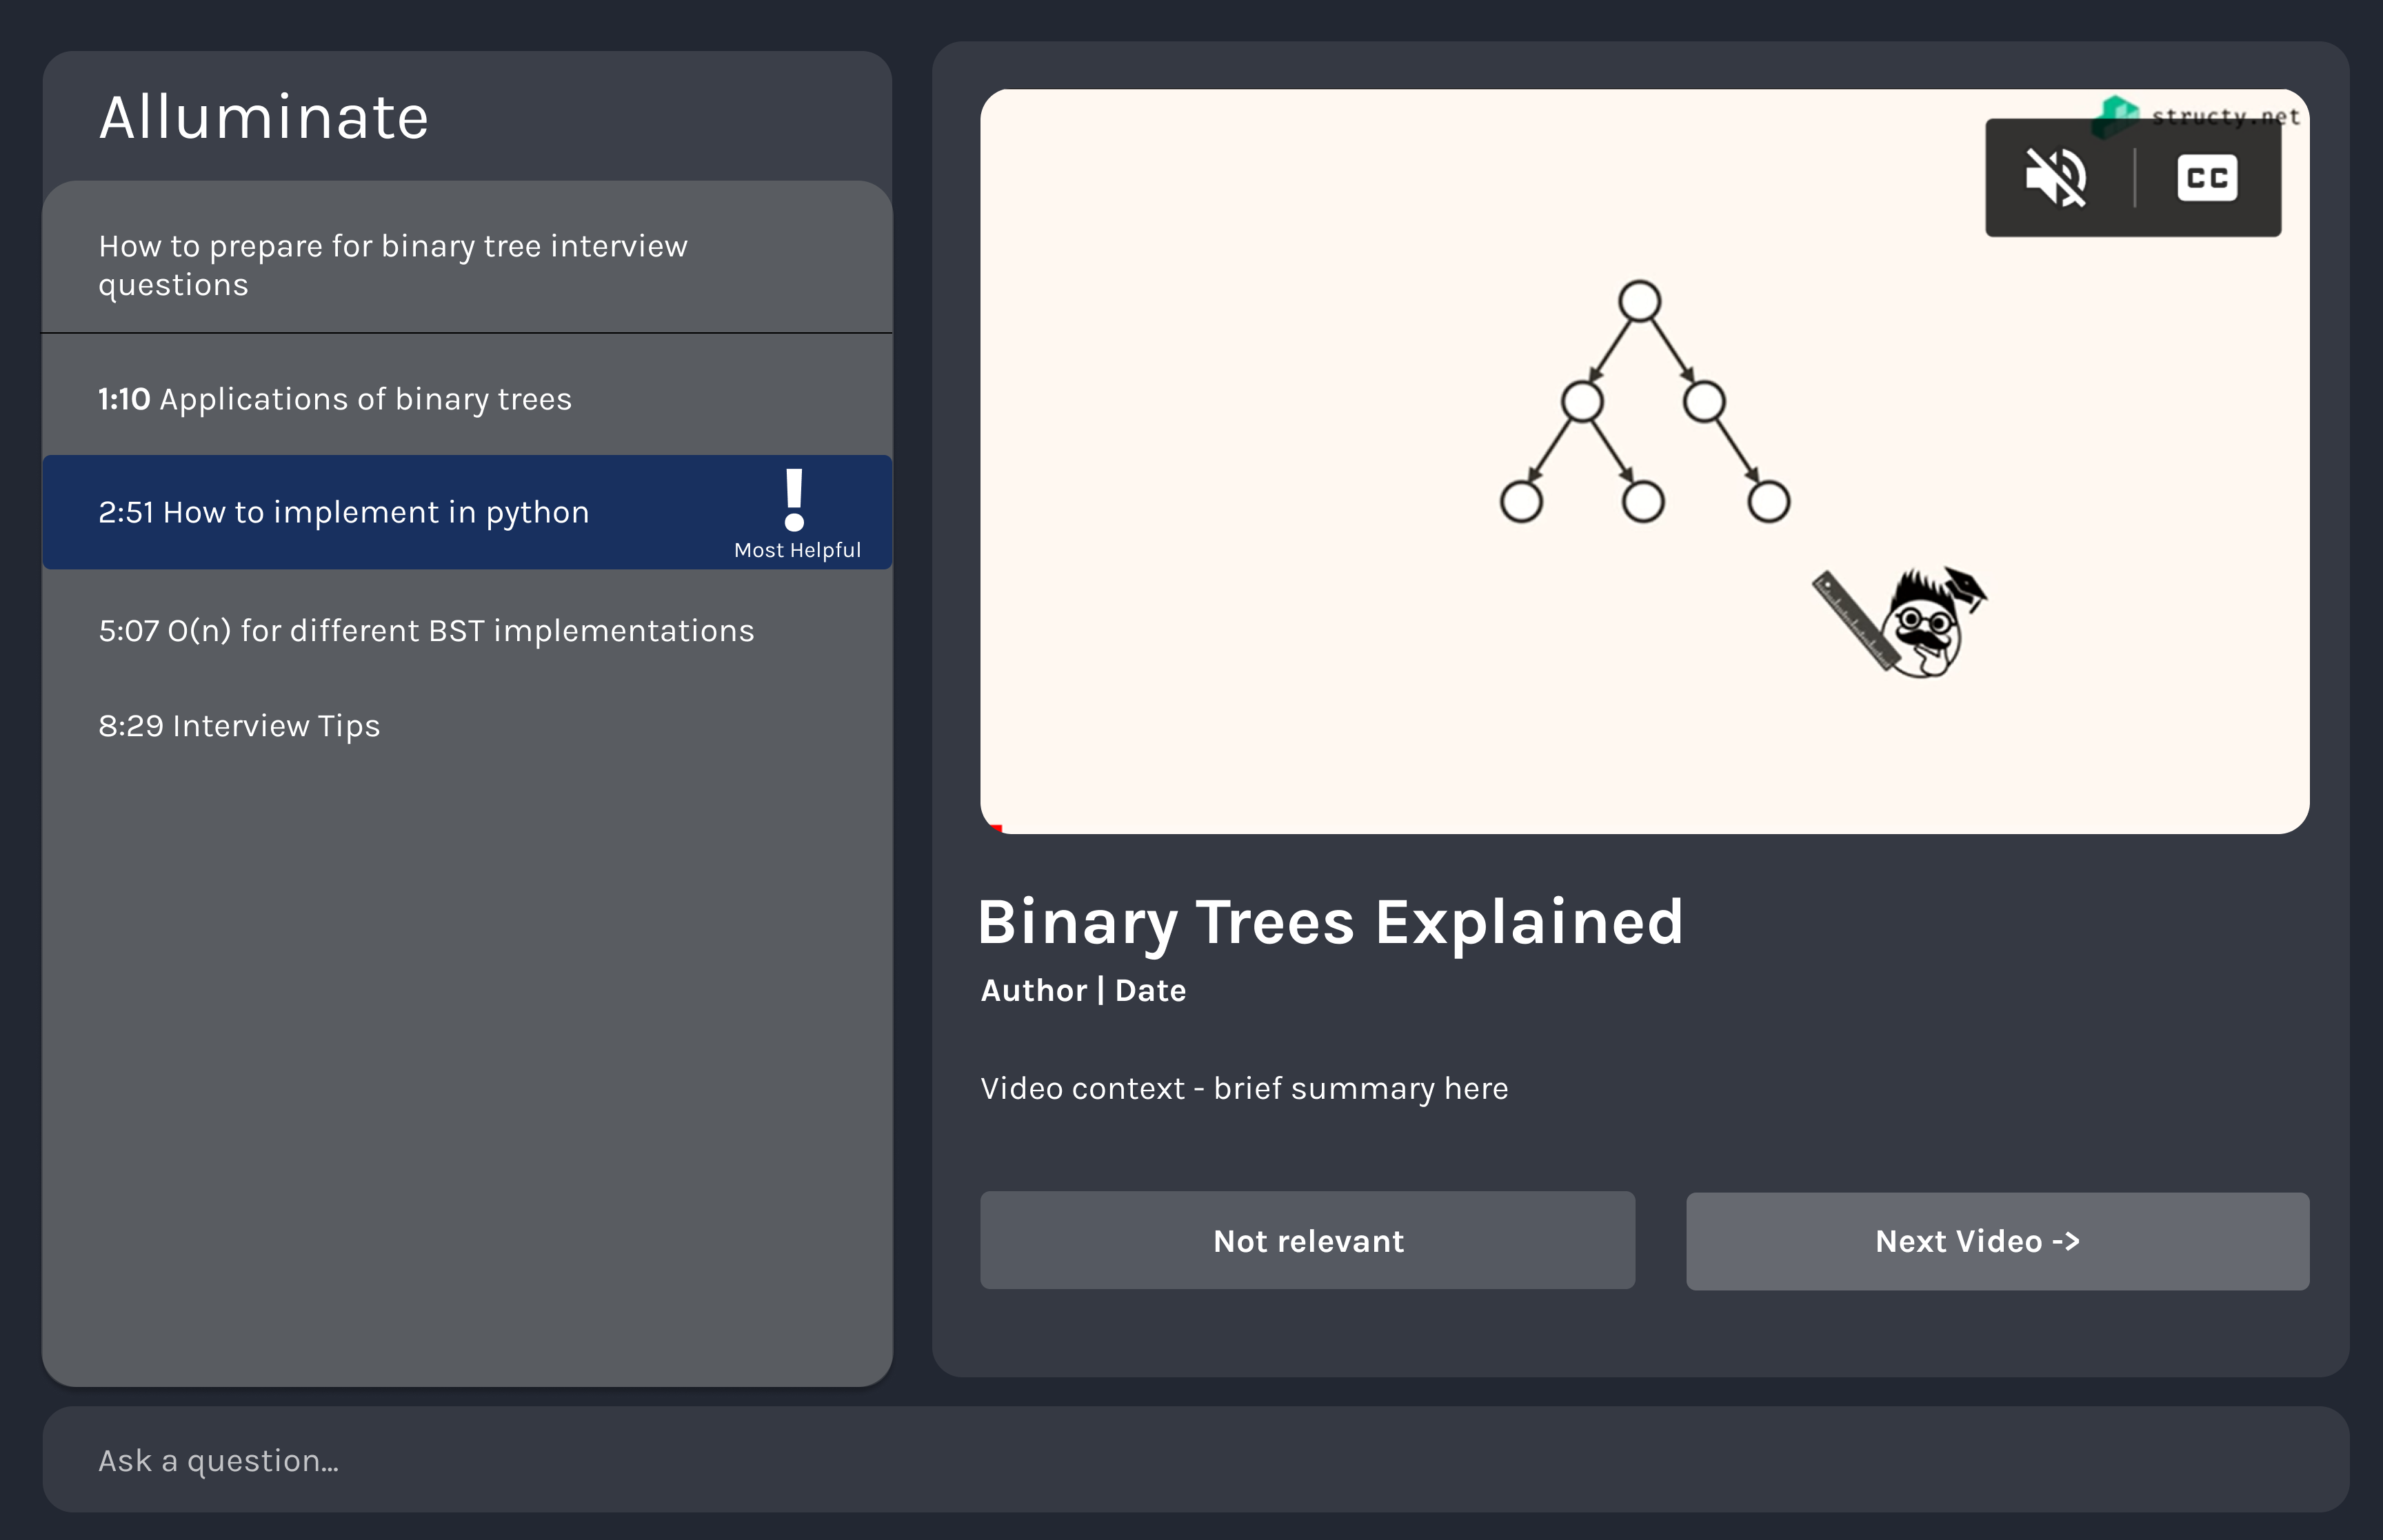 Alluminate
How to prepare for binary tree interview
questions
1:10 Applications of binary trees
2:51 How to implement in python
!
Most Helpful
5:07 O(n) for different BST implementations
8:29 Interview Tips
structy.net
CC
Binary Trees Explained
Author | Date
Video context - brief summary here
Not relevant
Next Video ->
Ask a question...